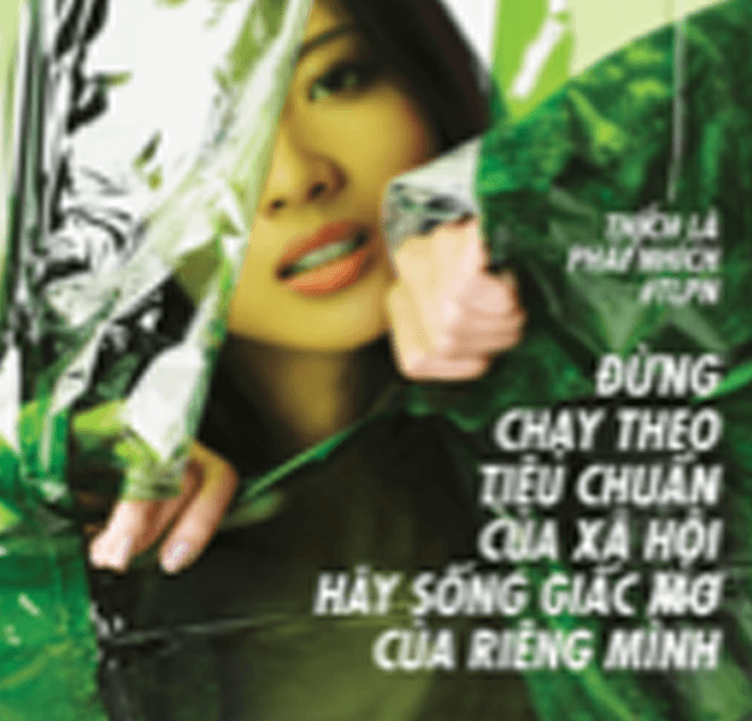 THÍCH LÀ
PHẢI NHÍCH
#TLPN
ĐỪNG
CHẠY THEO
TIÊU CHUẨN
CỦA XÃ HỘI
HÃY SỐNG GIẤC MƠ
CỦA RIÊNG MÌNH